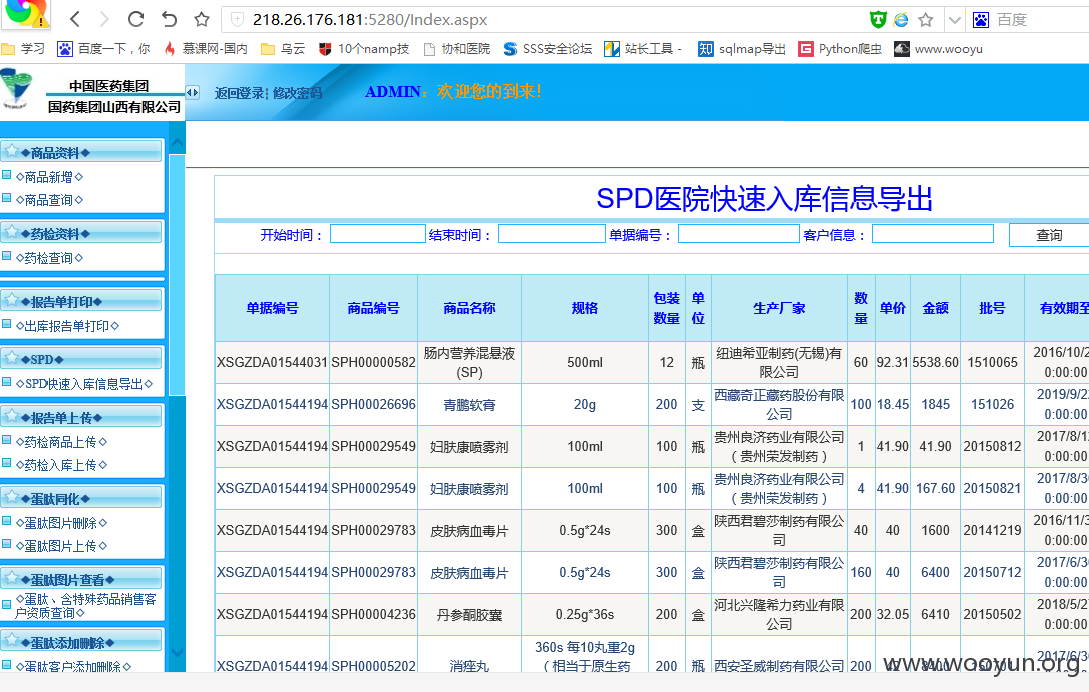 218.26.176.181:5280/Index.aspx
百度
学习 百度一下,你 慕课网-国内 乌云 10个namp技 协和医院 SSS安全论坛 站长工具 - sqlmap导出 Python爬虫 www.wooyu
中国医药集团
国药集团山西有限公司
返回登录¦ 修改密码
ADMIN：欢迎您的到来!
◆商品资料◆
◇商品新增◇
◇商品查询◇
◆药检资料◆
◇药检查询◇
◆报告单打印◆
◇出库报告单打印◇
◆SPD◆
◇SPD快速入库信息导出◇
◆报告单上传◆
◇药检商品上传◇
◇药检入库上传◇
◆蛋肽同化◆
◇蛋肽图片删除◇
◇蛋肽图片上传◇
◆蛋肽图片查看◆
◇蛋肽、含特殊药品销售客
户资质查询◇
◆蛋肽添加删除◆
◇蛋肽客户添加删除◇
SPD医院快速入库信息导出
开始时间： 结束时间： 单据编号： 客户信息： 查询
单据编号 商品编号 商品名称 规格 包装数量 单位 生产厂家 数量 单价 金额 批号 有效期至
XSGZDA01544031 SPH00000582 肠内营养混悬液(SP) 500ml 12 瓶 纽迪希亚制药(无锡)有限公司 60 92.31 5538.60 1510065 2016/10/2 0:00:00
XSGZDA01544194 SPH00026696 青鹏软膏 20g 200 支 西藏奇正藏药股份有限公司 100 18.45 1845 151026 2019/9/2 0:00:00
XSGZDA01544194 SPH00029549 妇肤康喷雾剂 100ml 100 瓶 贵州良济药业有限公司（贵州荣发制药） 1 41.90 41.90 20150812 2017/8/1 0:00:00
XSGZDA01544194 SPH00029549 妇肤康喷雾剂 100ml 100 瓶 贵州良济药业有限公司（贵州荣发制药） 4 41.90 167.60 20150821 2017/8/3 0:00:00
XSGZDA01544194 SPH00029783 皮肤病血毒片 0.5g*24s 300 盒 陕西君碧莎制药有限公司 40 40 1600 20141219 2016/11/3 0:00:00
XSGZDA01544194 SPH00029783 皮肤病血毒片 0.5g*24s 300 盒 陕西君碧莎制药有限公司 160 40 6400 20150712 2017/6/3 0:00:00
XSGZDA01544194 SPH00004236 丹参酮胶囊 0.25g*36s 200 盒 河北兴隆希力药业有限公司 200 32.05 6410 20150502 2018/5/2 0:00:00
XSGZDA01544194 SPH00005202 消痤丸 360s 每10丸重2g（相当于原生药 200 瓶 西安圣威制药有限公司 200 2017/6/3 0:00:00
www.wooyun.org